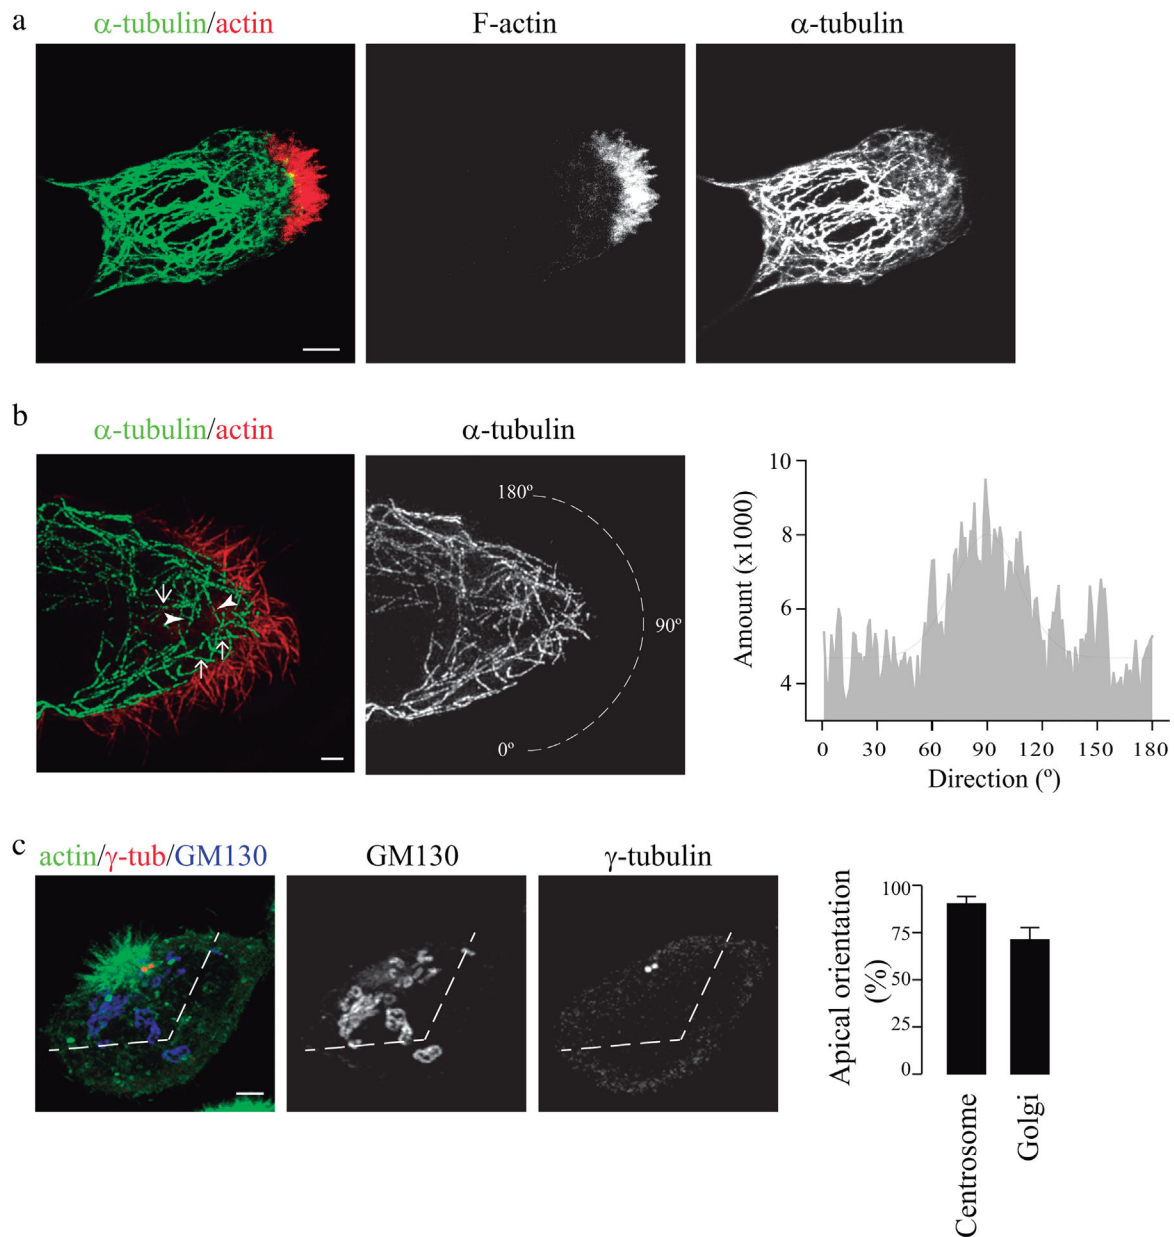 a
α-tubulin/actin
F-actin
α-tubulin
b
α-tubulin/actin
α-tubulin
180º
90º
0º
Amount (x1000)
10
8
6
4
0 30 60 90 120 150 180
Direction (º)
c
actin/γ-tub/GM130
GM130
γ-tubulin
Apical orientation
(%)
100
75
50
25
0
Centrosome
Golgi